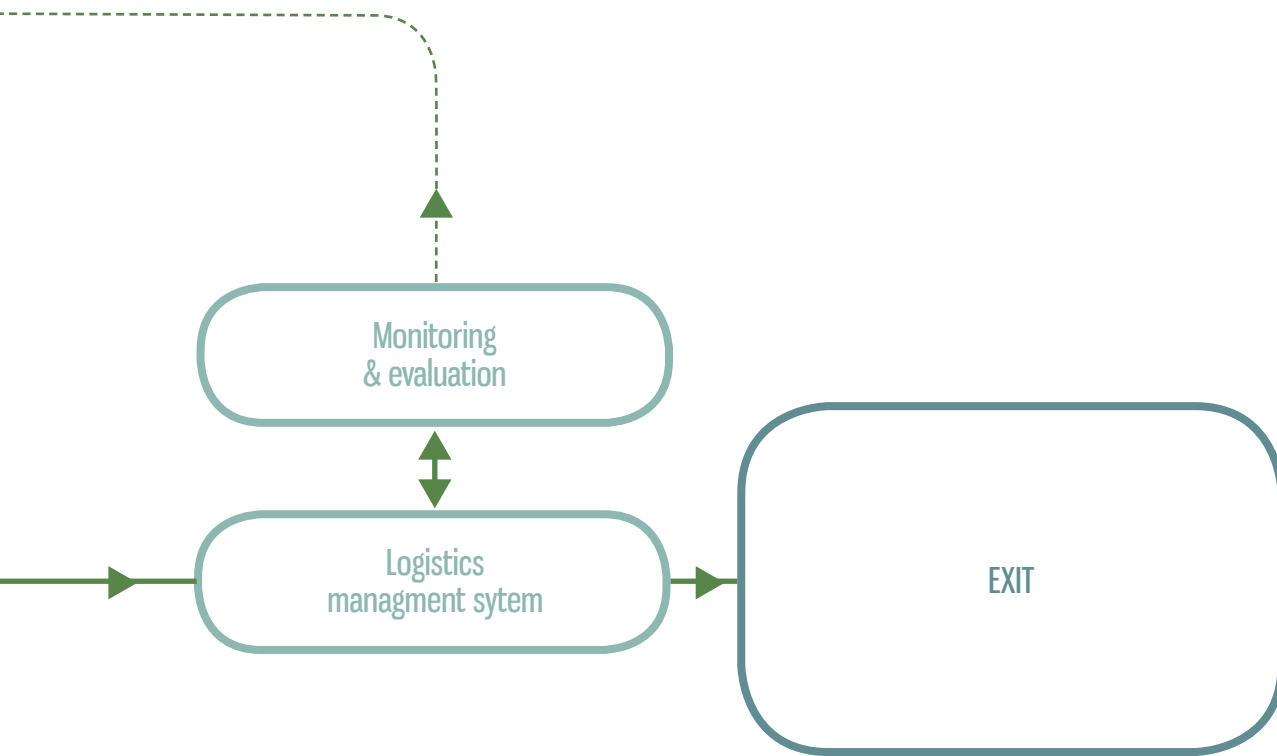 Monitoring
& evaluation
Logistics
managment sytem
EXIT